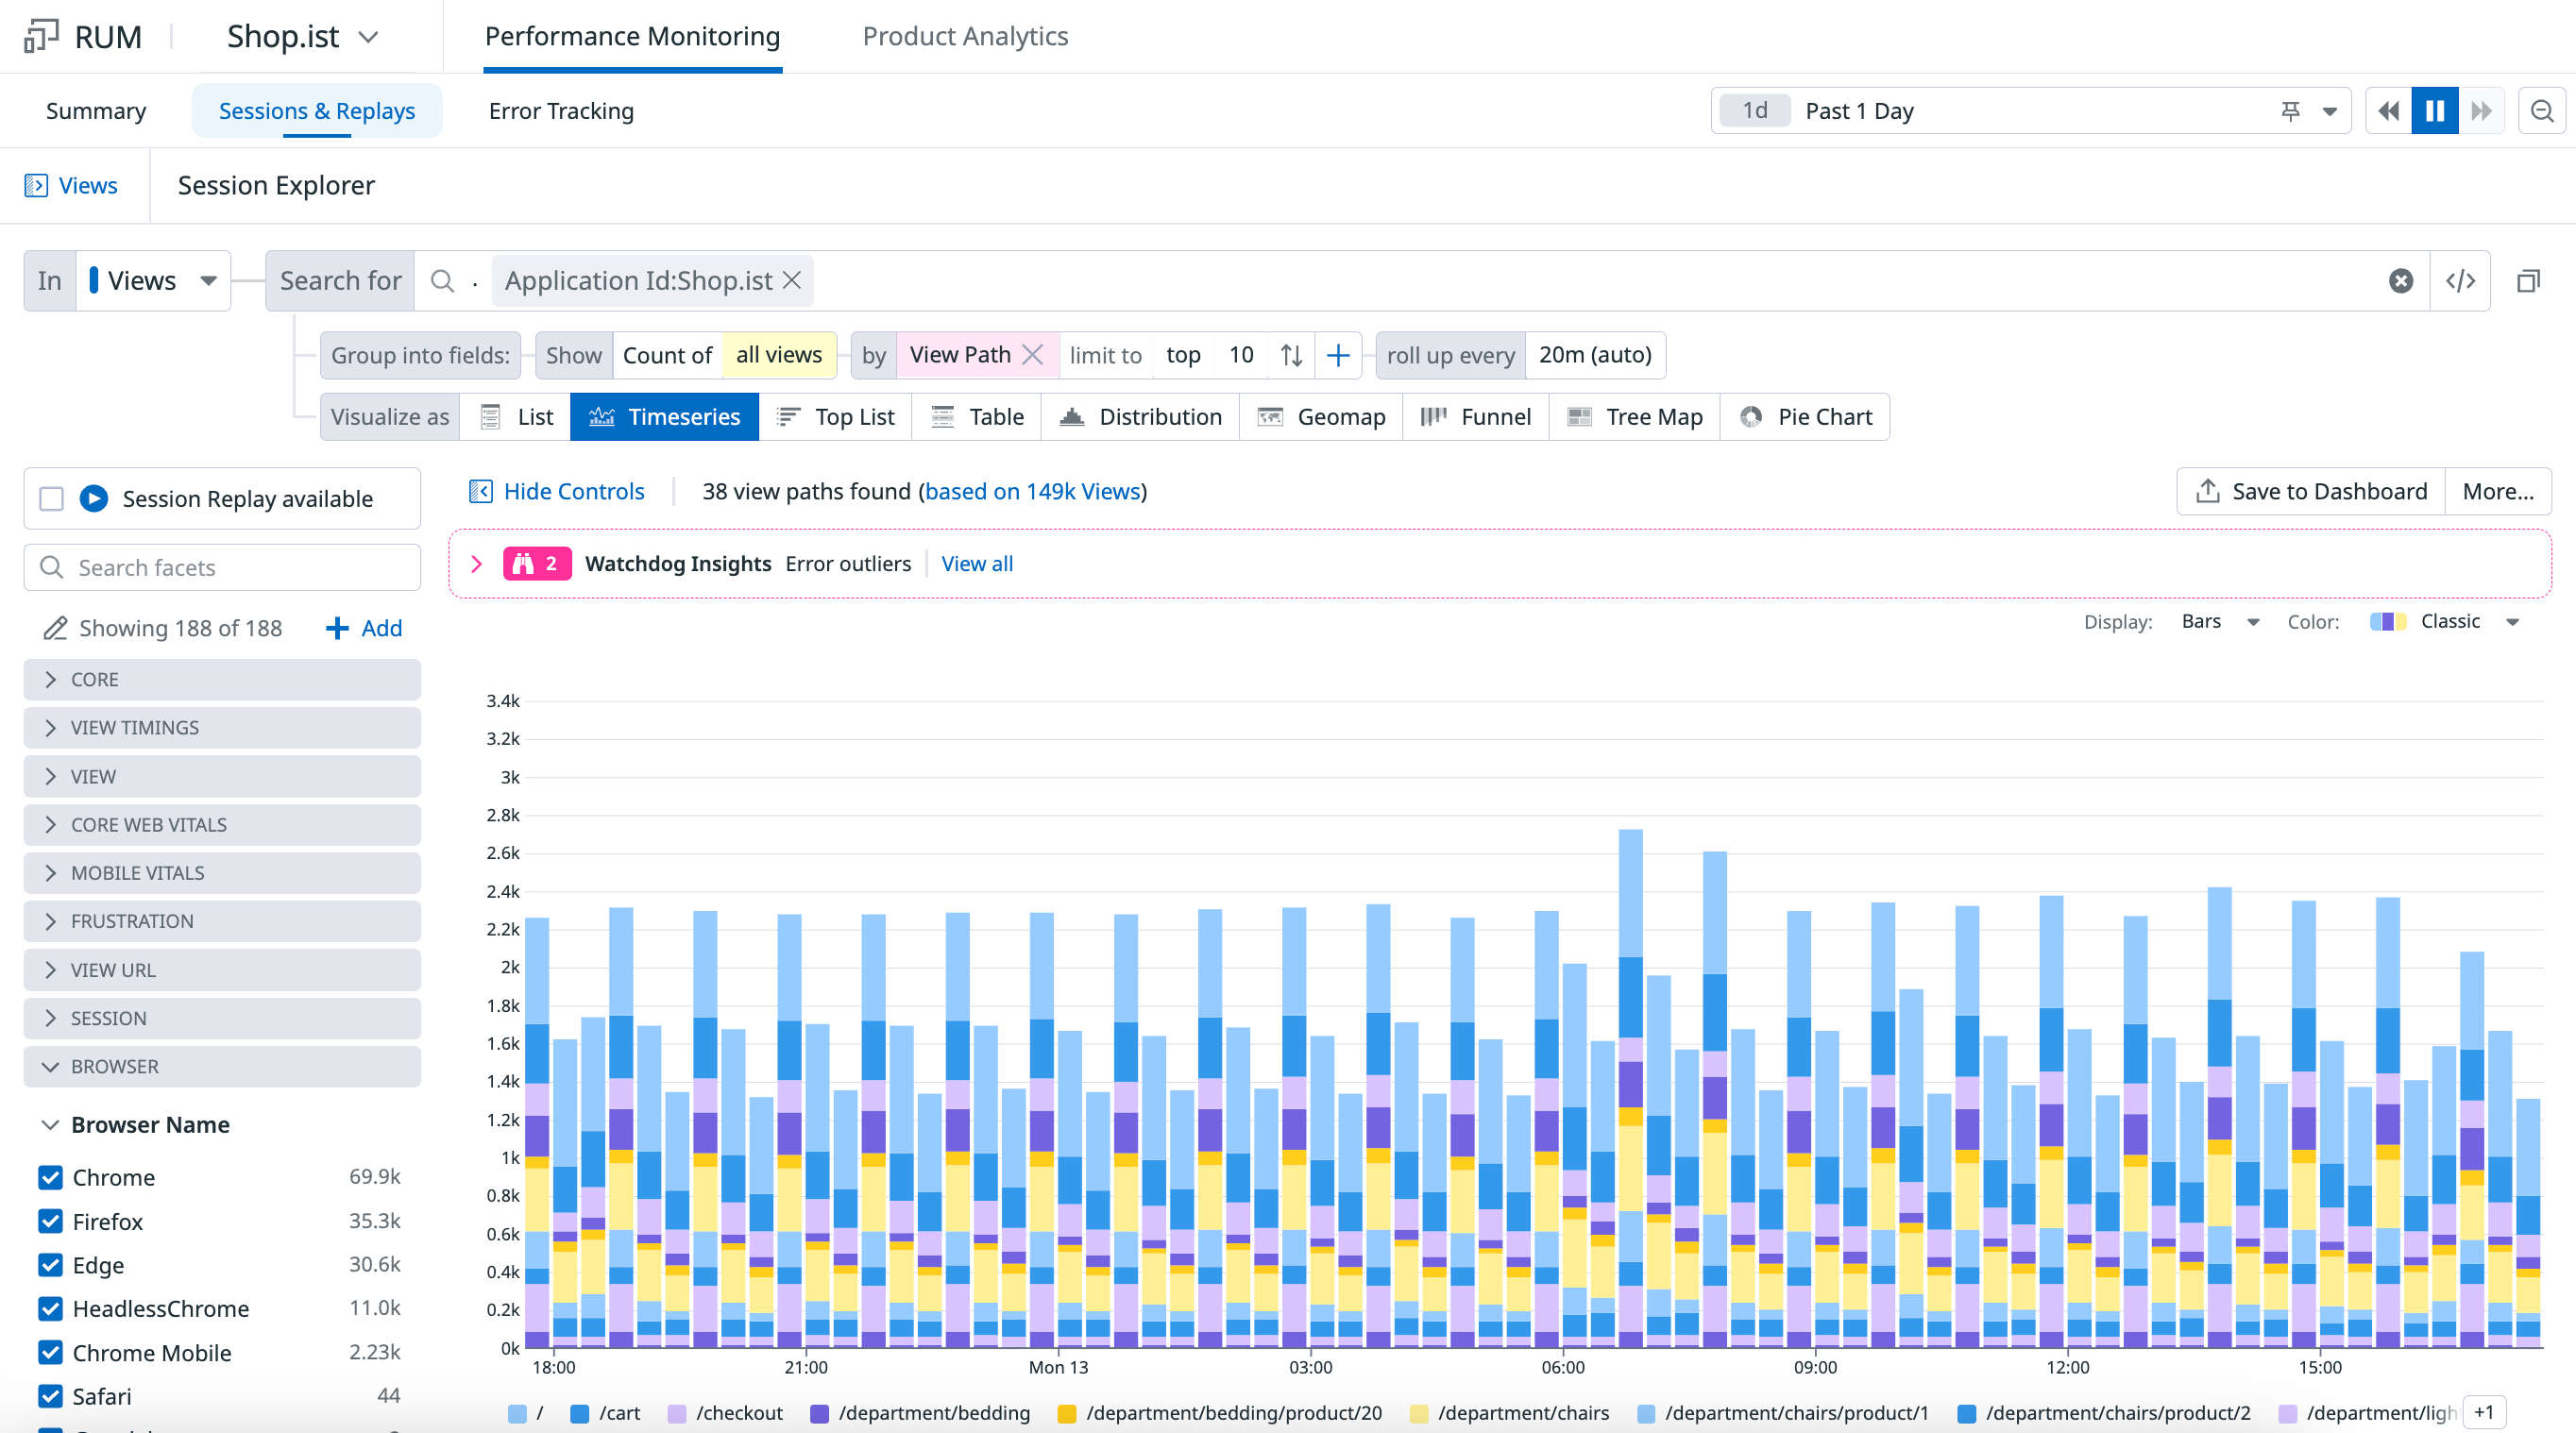 RUM Shop.ist Performance Monitoring Product Analytics
Summary Sessions & Replays Error Tracking 1d Past 1 Day
Views Session Explorer
In Views Search for . Application Id:Shop.ist
Group into fields: Show Count of all views by View Path limit to top 10 roll up every 20m (auto)
Visualize as List Timeseries Top List Table Distribution Geomap Funnel Tree Map Pie Chart
Session Replay available
Search facets
Showing 188 of 188 Add
CORE
VIEW TIMINGS
VIEW
CORE WEB VITALS
MOBILE VITALS
FRUSTRATION
VIEW URL
SESSION
BROWSER
Browser Name
Chrome 69.9k
Firefox 35.3k
Edge 30.6k
HeadlessChrome 11.0k
Chrome Mobile 2.23k
Safari 44
Hide Controls 38 view paths found (based on 149k Views) Save to Dashboard More...
2 Watchdog Insights Error outliers View all
Display: Bars Color: Classic
3.4k
3.2k
3k
2.8k
2.6k
2.4k
2.2k
2k
1.8k
1.6k
1.4k
1.2k
1k
0.8k
0.6k
0.4k
0.2k
0k
18:00 21:00 Mon 13 03:00 06:00 09:00 12:00 15:00
/ /cart /checkout /department/bedding /department/bedding/product/20 /department/chairs /department/chairs/product/1 /department/chairs/product/2 /department/ligh +1